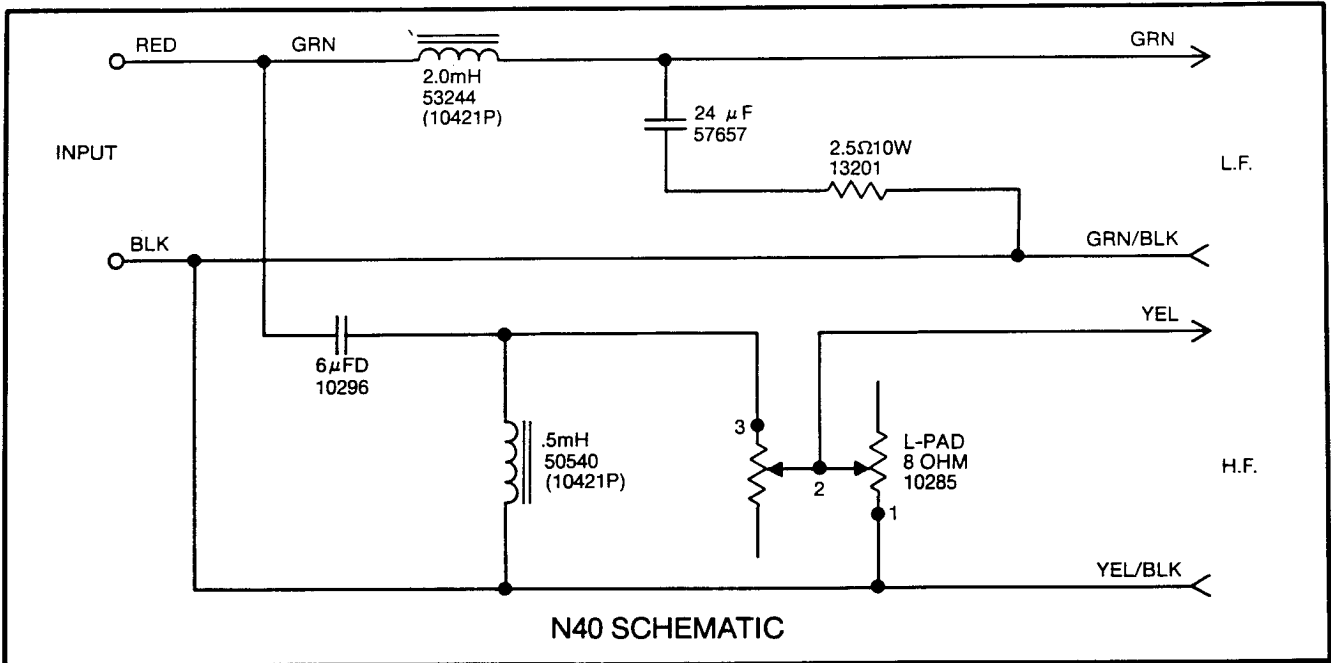 RED
GRN
GRN
2.0mH
53244
(10421P)
24 μF
57657
2.5Ω10W
13201
INPUT
L.F.
BLK
GRN/BLK
YEL
6μFD
10296
.5mH
50540
(10421P)
3
2
L-PAD
8 OHM
10285
1
H.F.
YEL/BLK
N40 SCHEMATIC